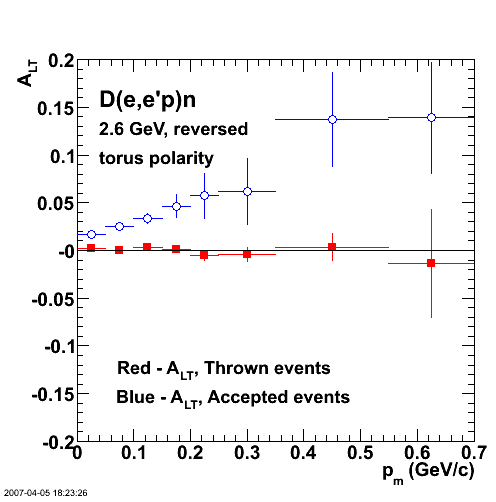 A_LT
0.2
0.15
0.1
0.05
-0
-0.05
-0.1
-0.15
-0.2
D(e,e'p)n
2.6 GeV, reversed
torus polarity
Red - A_LT, Thrown events
Blue - A_LT, Accepted events
0 0.1 0.2 0.3 0.4 0.5 0.6 0.7
p_m (GeV/c)
2007-04-05 18:23:26